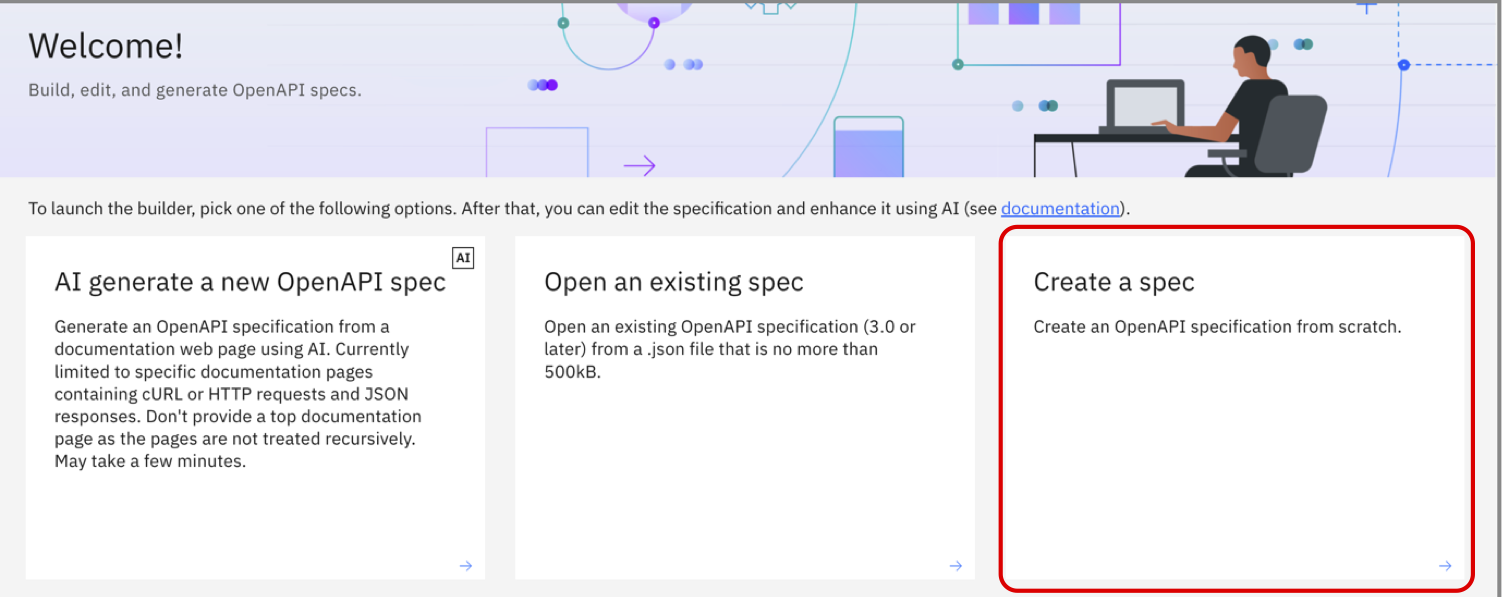 Welcome!
Build, edit, and generate OpenAPI specs.
To launch the builder, pick one of the following options. After that, you can edit the specification and enhance it using AI (see documentation).
AI
AI generate a new OpenAPI spec
Generate an OpenAPI specification from a
documentation web page using AI. Currently
limited to specific documentation pages
containing cURL or HTTP requests and JSON
responses. Don't provide a top documentation
page as the pages are not treated recursively.
May take a few minutes.
Open an existing spec
Open an existing OpenAPI specification (3.0 or
later) from a .json file that is no more than
500kB.
Create a spec
Create an OpenAPI specification from scratch.